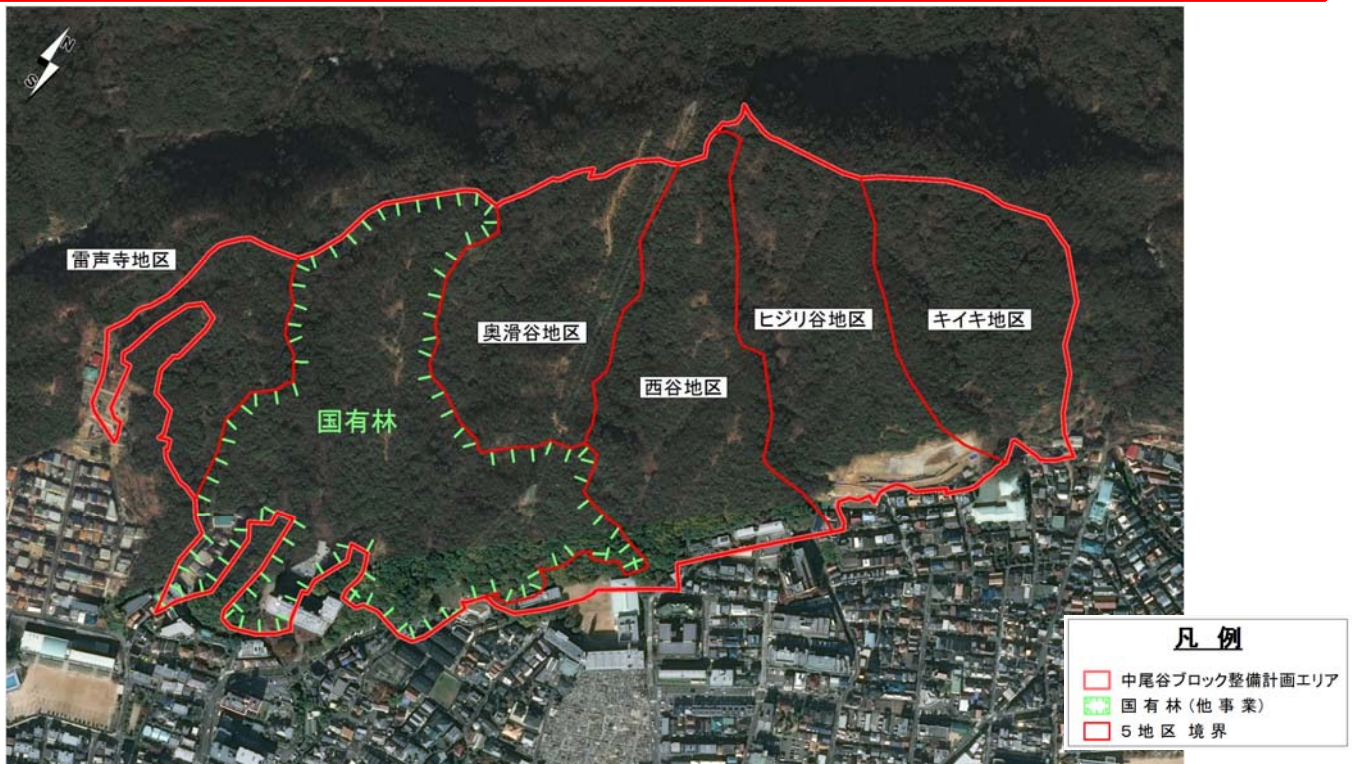 N
S
雷声寺地区
奥滑谷地区
西谷地区
ヒジリ谷地区
キイキ地区
国有林
凡 例
中尾谷ブロック整備計画エリア
国 有 林 (他 事 業)
5 地 区 境 界